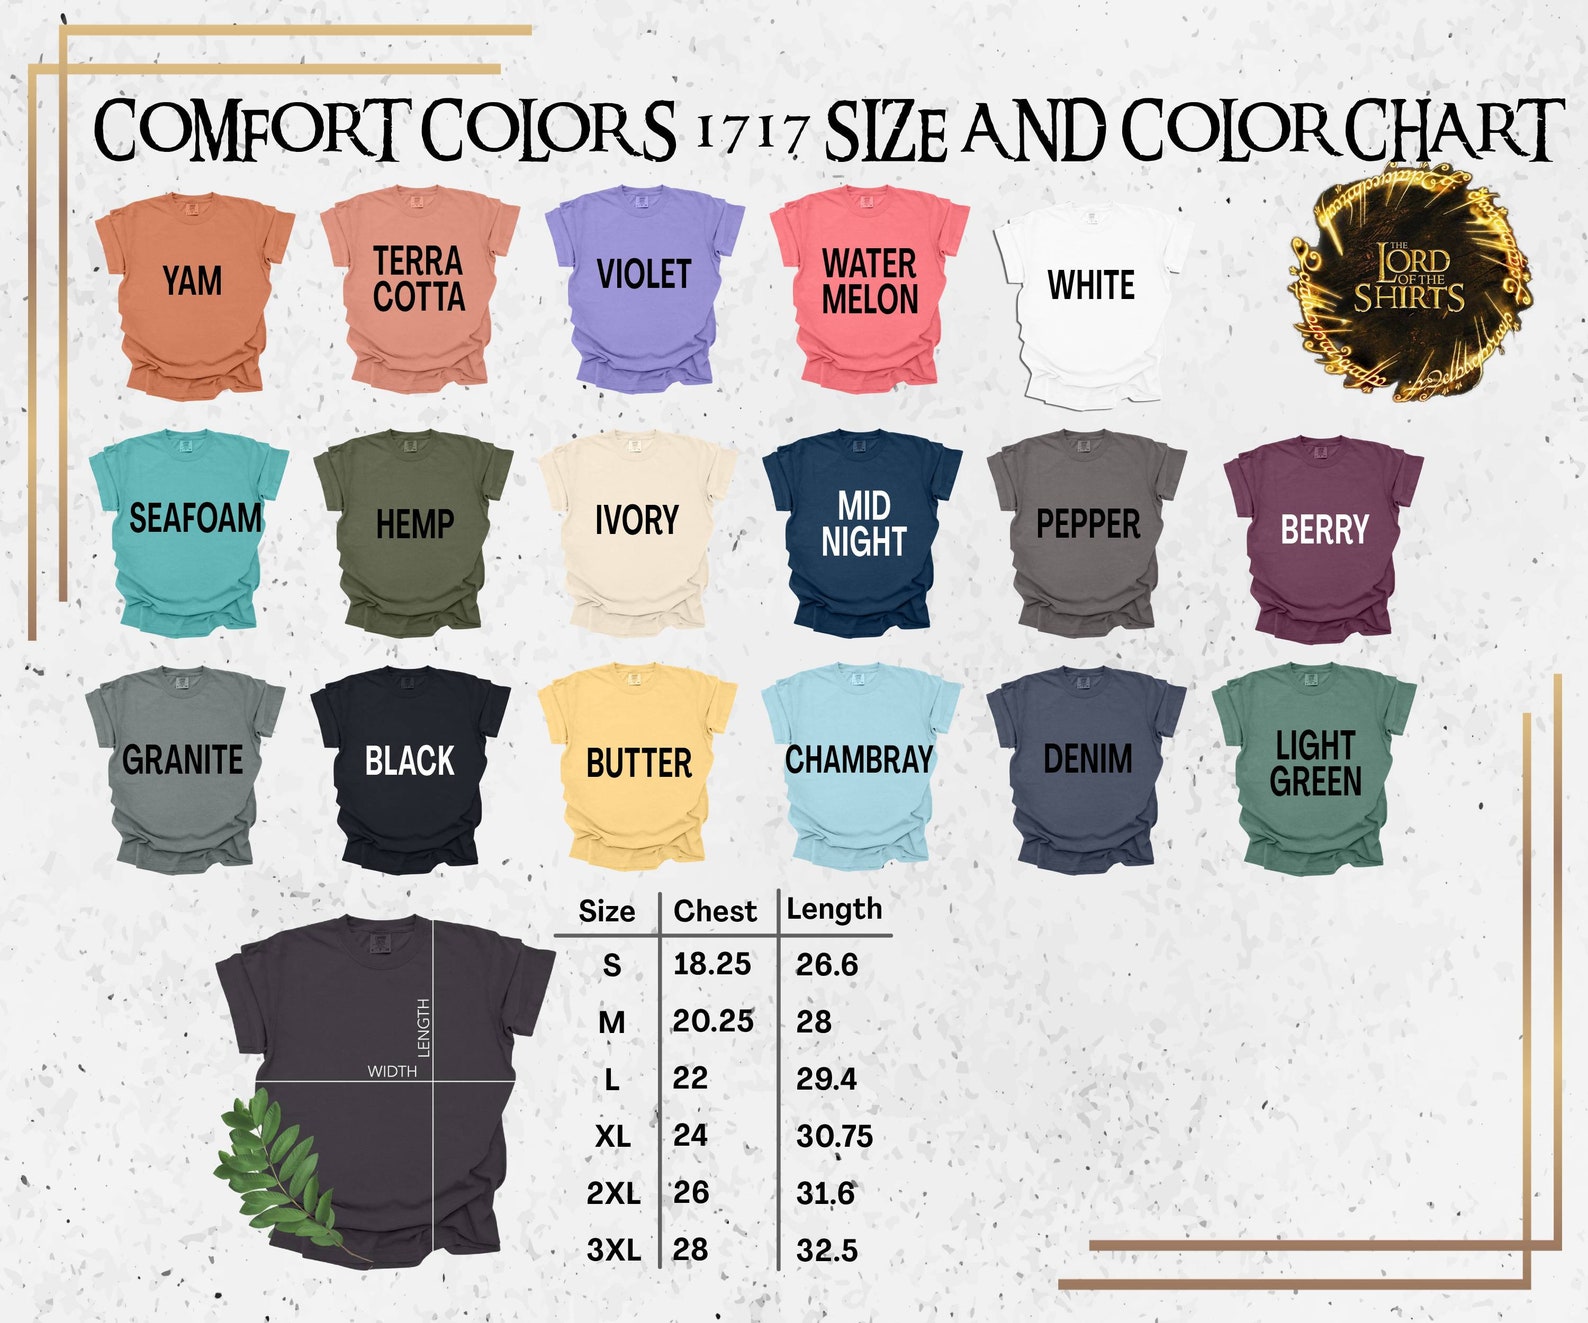 COMFORT COLORS 1717 SIZE AND COLOR CHART
YAM
TERRA
COTTA
VIOLET
WATER
MELON
WHITE
THE
LORD
OF THE
SHIRTS
SEAFOAM
HEMP
IVORY
MID
NIGHT
PEPPER
BERRY
GRANITE
BLACK
BUTTER
CHAMBRAY
DENIM
LIGHT
GREEN
LENGTH
WIDTH
Size Chest Length
S 18.25 26.6
M 20.25 28
L 22 29.4
XL 24 30.75
2XL 26 31.6
3XL 28 32.5